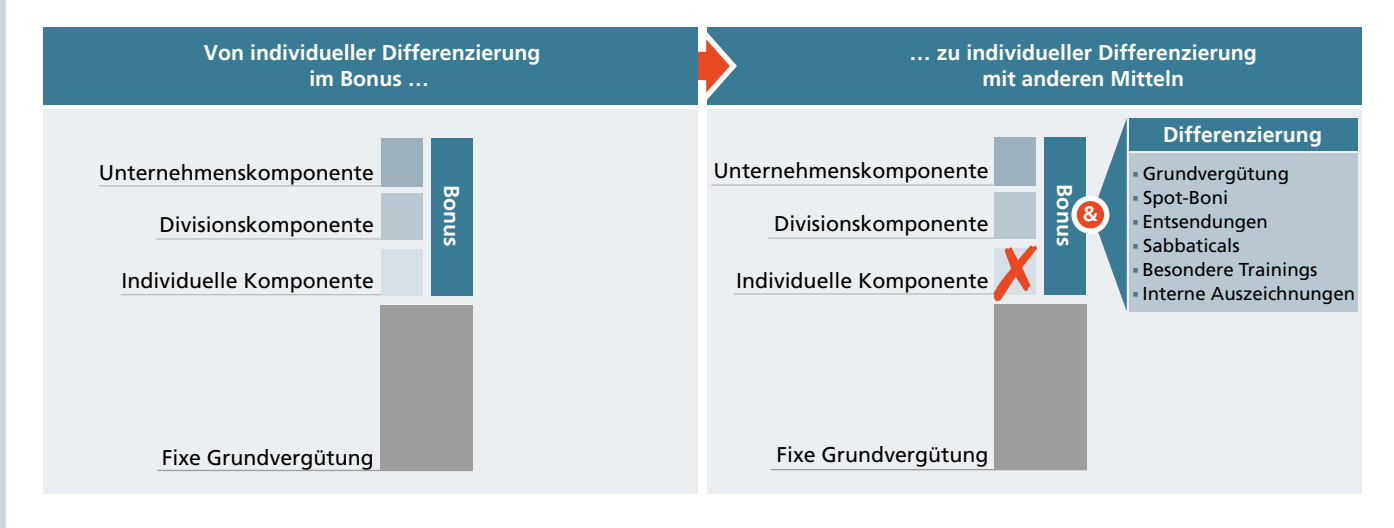 Von individueller Differenzierung
im Bonus …
… zu individueller Differenzierung
mit anderen Mitteln
Unternehmenskomponente
Divisionskomponente
Individuelle Komponente
Fixe Grundvergütung
Bonus
Unternehmenskomponente
Divisionskomponente
Individuelle Komponente
Fixe Grundvergütung
Bonus
&
Differenzierung
▪ Grundvergütung
▪ Spot-Boni
▪ Entsendungen
▪ Sabbaticals
▪ Besondere Trainings
▪ Interne Auszeichnungen